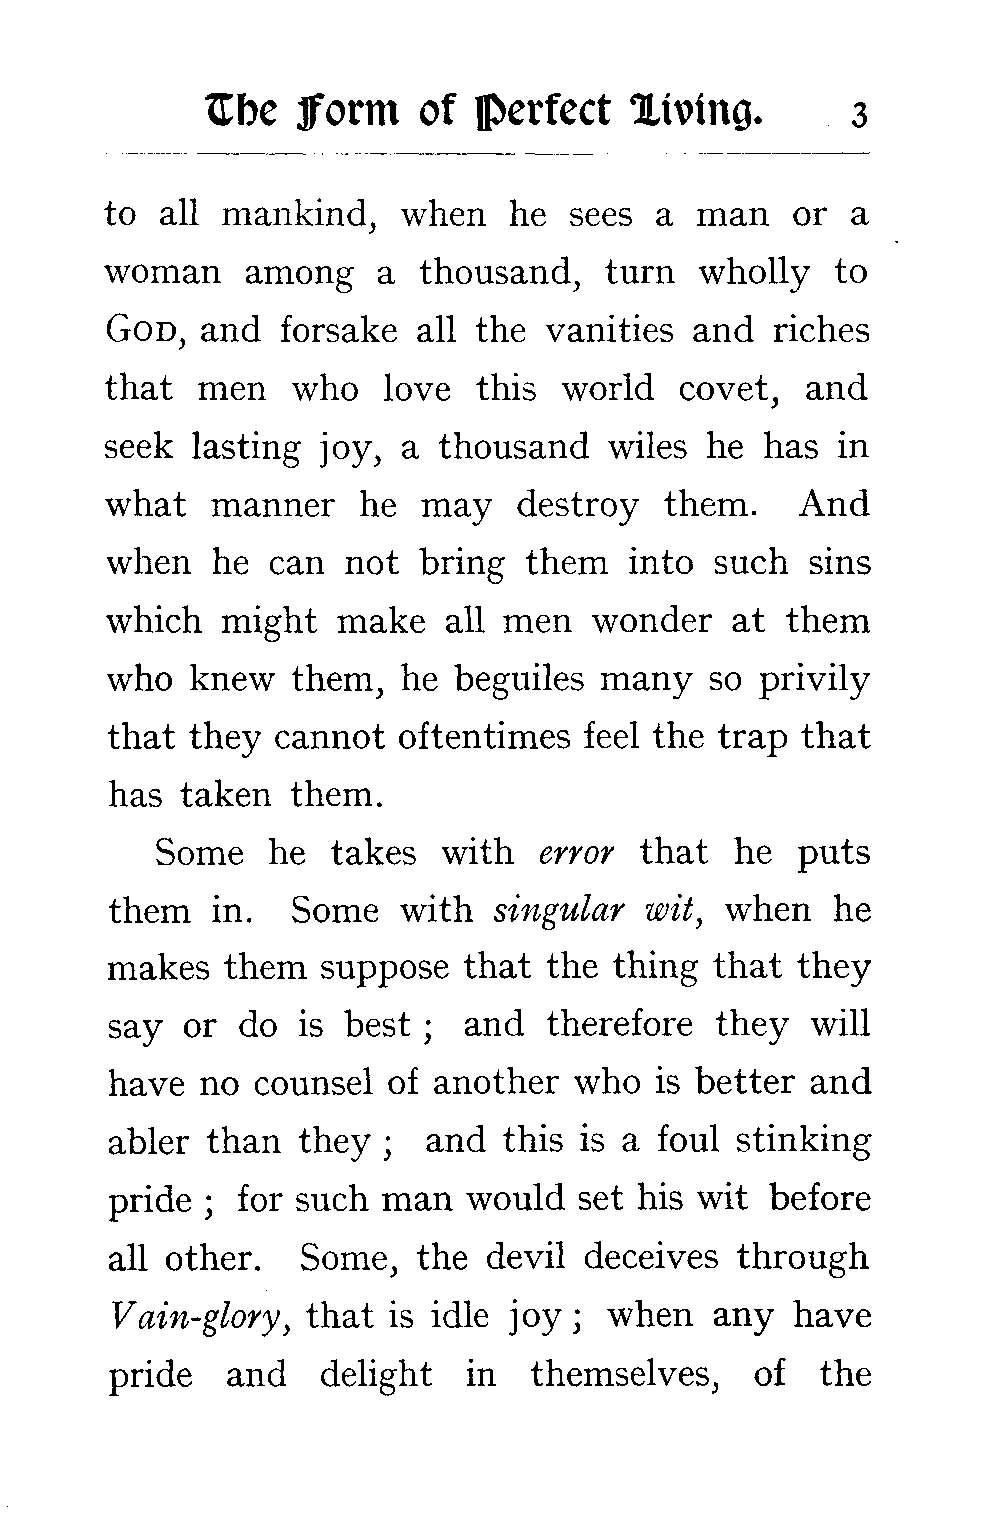 The Form of Perfect Living. 3
to all mankind, when he sees a man or a
woman among a thousand, turn wholly to
GOD, and forsake all the vanities and riches
that men who love this world covet, and
seek lasting joy, a thousand wiles he has in
what manner he may destroy them. And
when he can not bring them into such sins
which might make all men wonder at them
who knew them, he beguiles many so privily
that they cannot oftentimes feel the trap that
has taken them.
Some he takes with error that he puts
them in. Some with singular wit, when he
makes them suppose that the thing that they
say or do is best ; and therefore they will
have no counsel of another who is better and
abler than they ; and this is a foul stinking
pride ; for such man would set his wit before
all other. Some, the devil deceives through
Vain-glory, that is idle joy ; when any have
pride and delight in themselves, of the